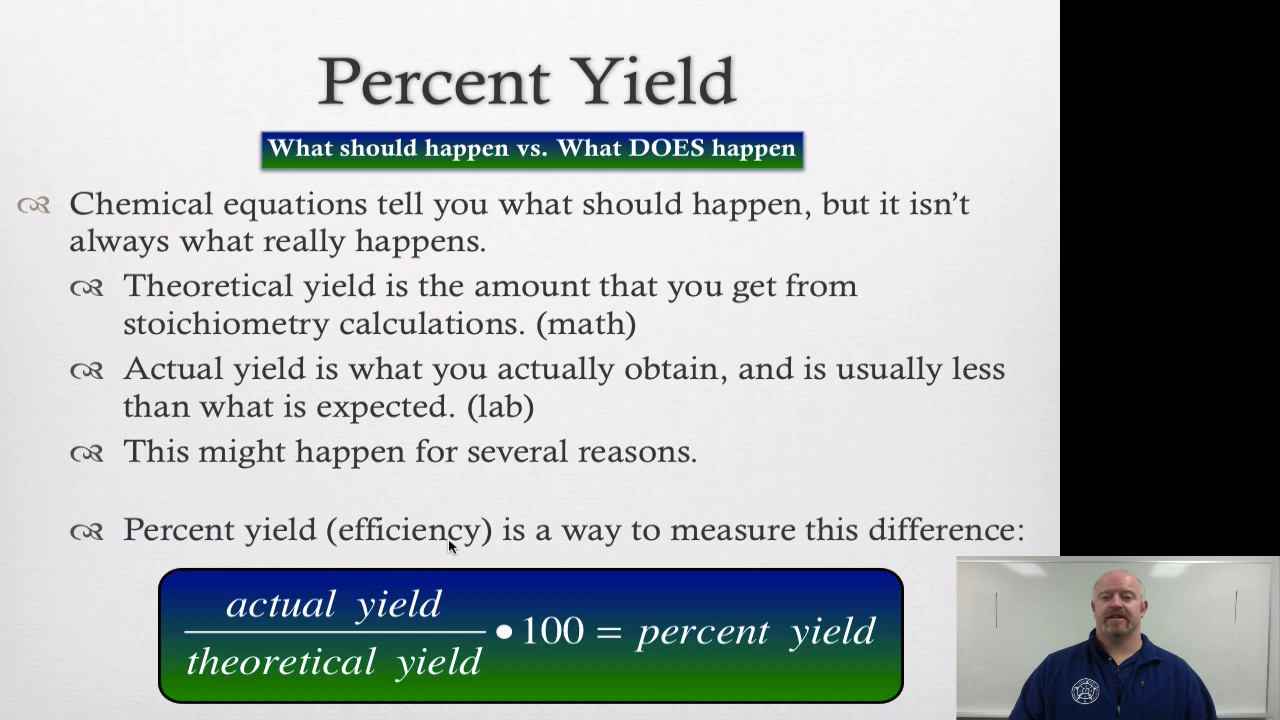 Percent Yield
What should happen vs. What DOES happen
Chemical equations tell you what should happen, but it isn’t
always what really happens.
Theoretical yield is the amount that you get from
stoichiometry calculations. (math)
Actual yield is what you actually obtain, and is usually less
than what is expected. (lab)
This might happen for several reasons.
Percent yield (efficiency) is a way to measure this difference:
actual yield
theoretical yield
• 100 = percent yield